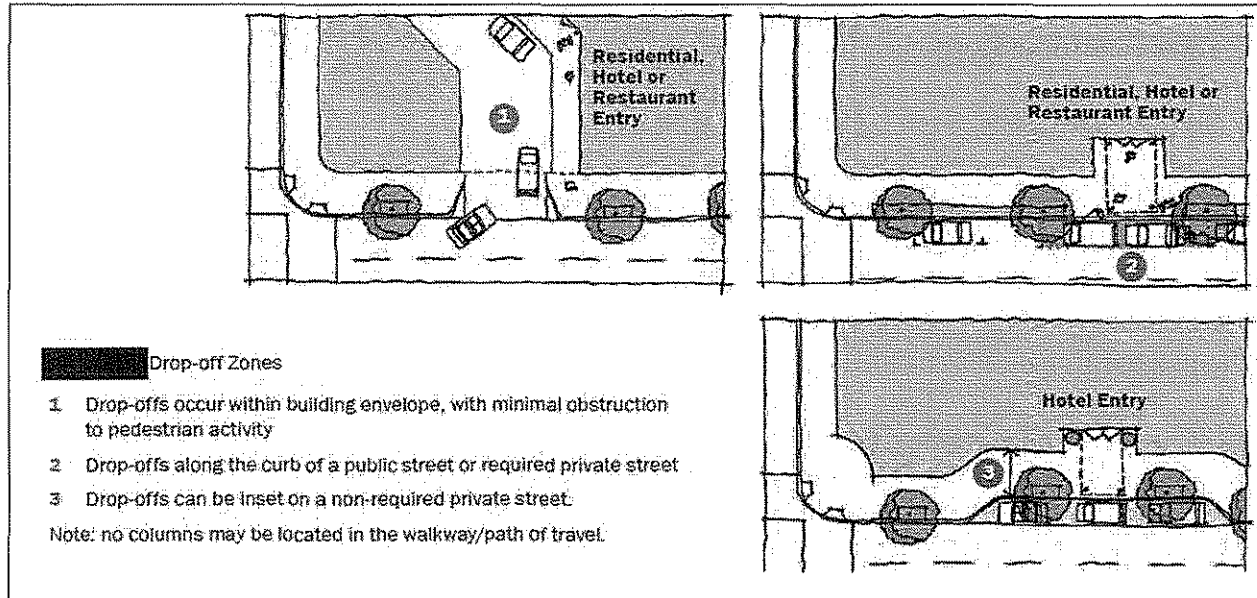 Residential,
Hotel or
Restaurant
Entry
1
Residential, Hotel or
Restaurant Entry
2
Drop-off Zones
1 Drop-offs occur within building envelope, with minimal obstruction
to pedestrian activity
2 Drop-offs along the curb of a public street or required private street
3 Drop-offs can be inset on a non-required private street.
Note: no columns may be located in the walkway/path of travel.
Hotel Entry
3